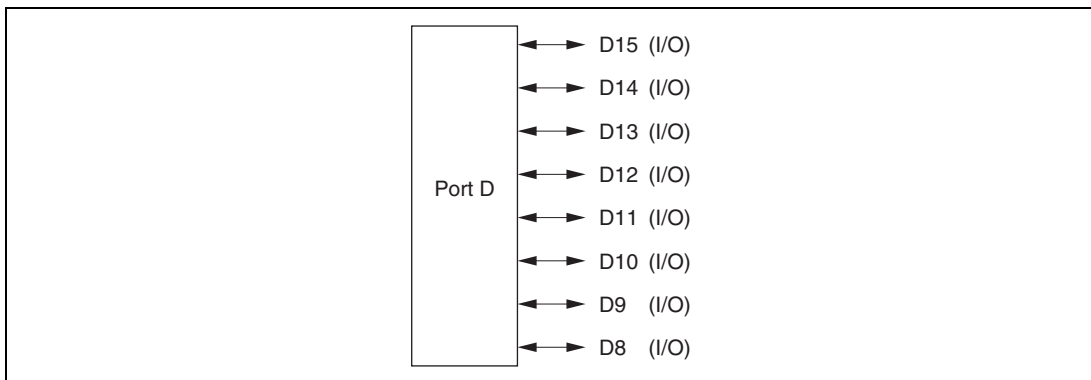 D15 (I/O)
D14 (I/O)
D13 (I/O)
D12 (I/O)
Port D
D11 (I/O)
D10 (I/O)
D9 (I/O)
D8 (I/O)